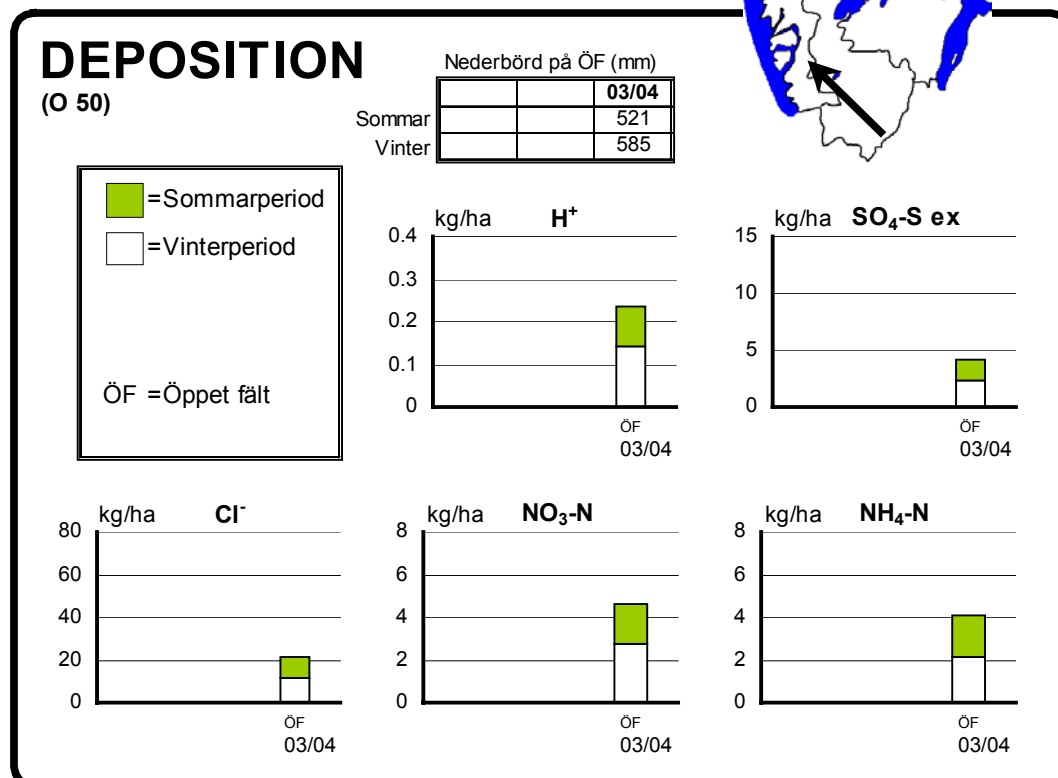 DEPOSITION
(O 50)
Nederbörd på ÖF (mm)
03/04
Sommar 521
Vinter 585
=Sommarperiod
=Vinterperiod
ÖF =Öppet fält
kg/ha H⁺
0.4
0.3
0.2
0.1
0
ÖF
03/04
kg/ha SO₄-S ex
15
10
5
0
ÖF
03/04
kg/ha Cl⁻
80
60
40
20
0
ÖF
03/04
kg/ha NO₃-N
8
6
4
2
0
ÖF
03/04
kg/ha NH₄-N
8
6
4
2
0
ÖF
03/04